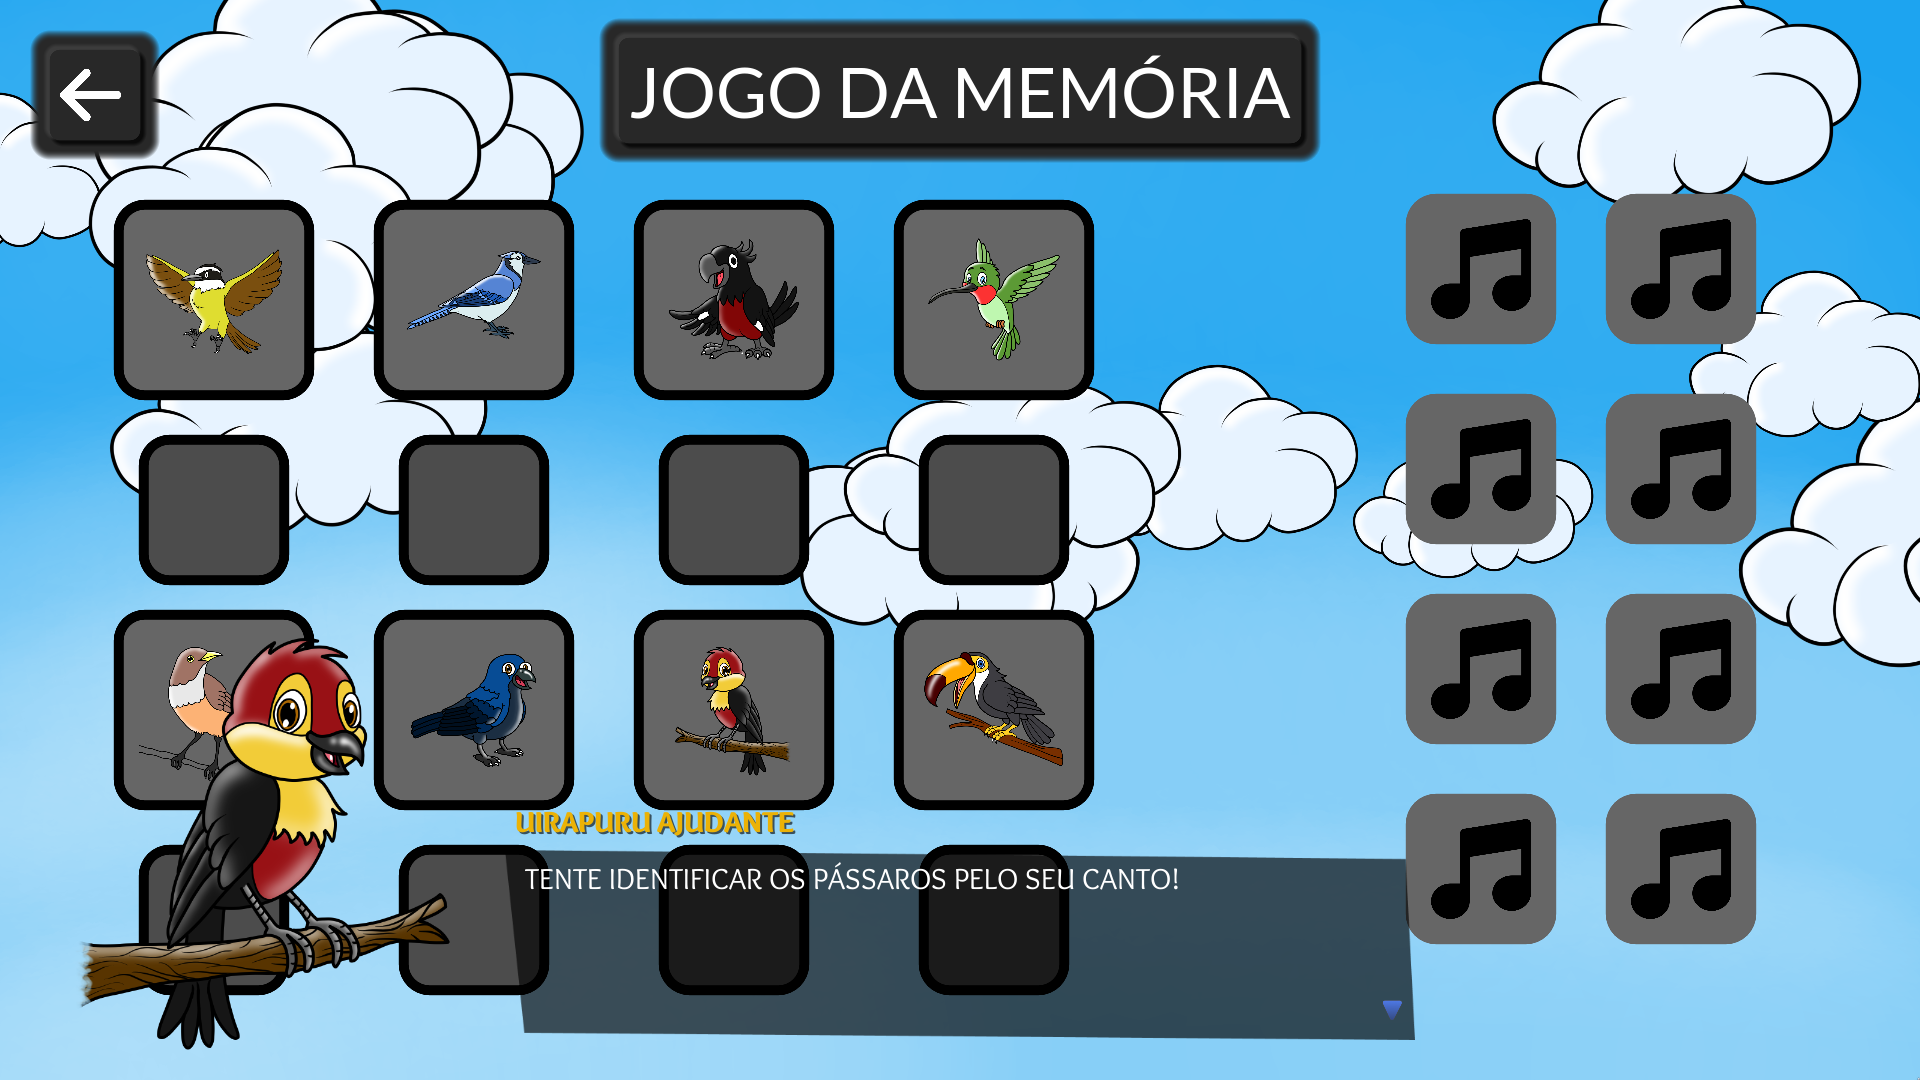 JOGO DA MEMÓRIA
UIRAPURU AJUDANTE
TENTE IDENTIFICAR OS PÁSSAROS PELO SEU CANTO!